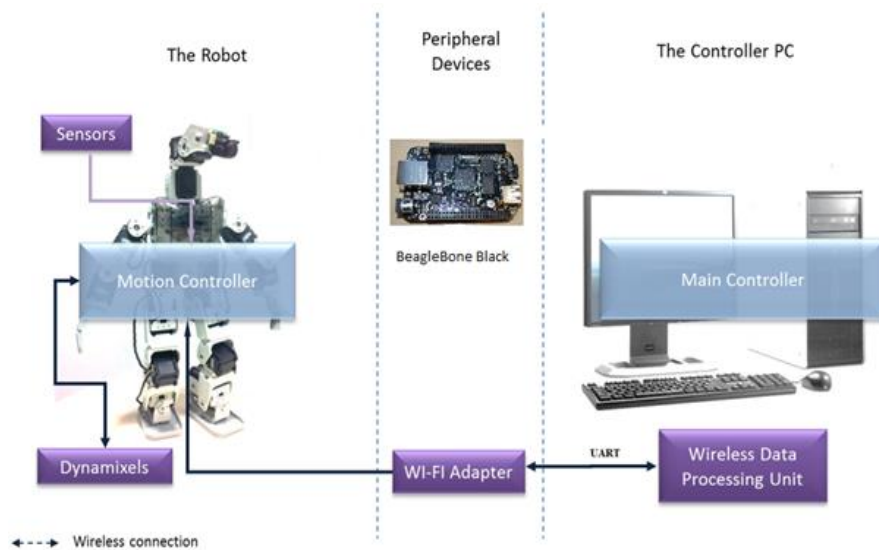 The Robot
Peripheral
Devices
The Controller PC
Sensors
BeagleBone Black
Motion Controller
Main Controller
Dynamixels
WI-FI Adapter
UART
Wireless Data
Processing Unit
Wireless connection